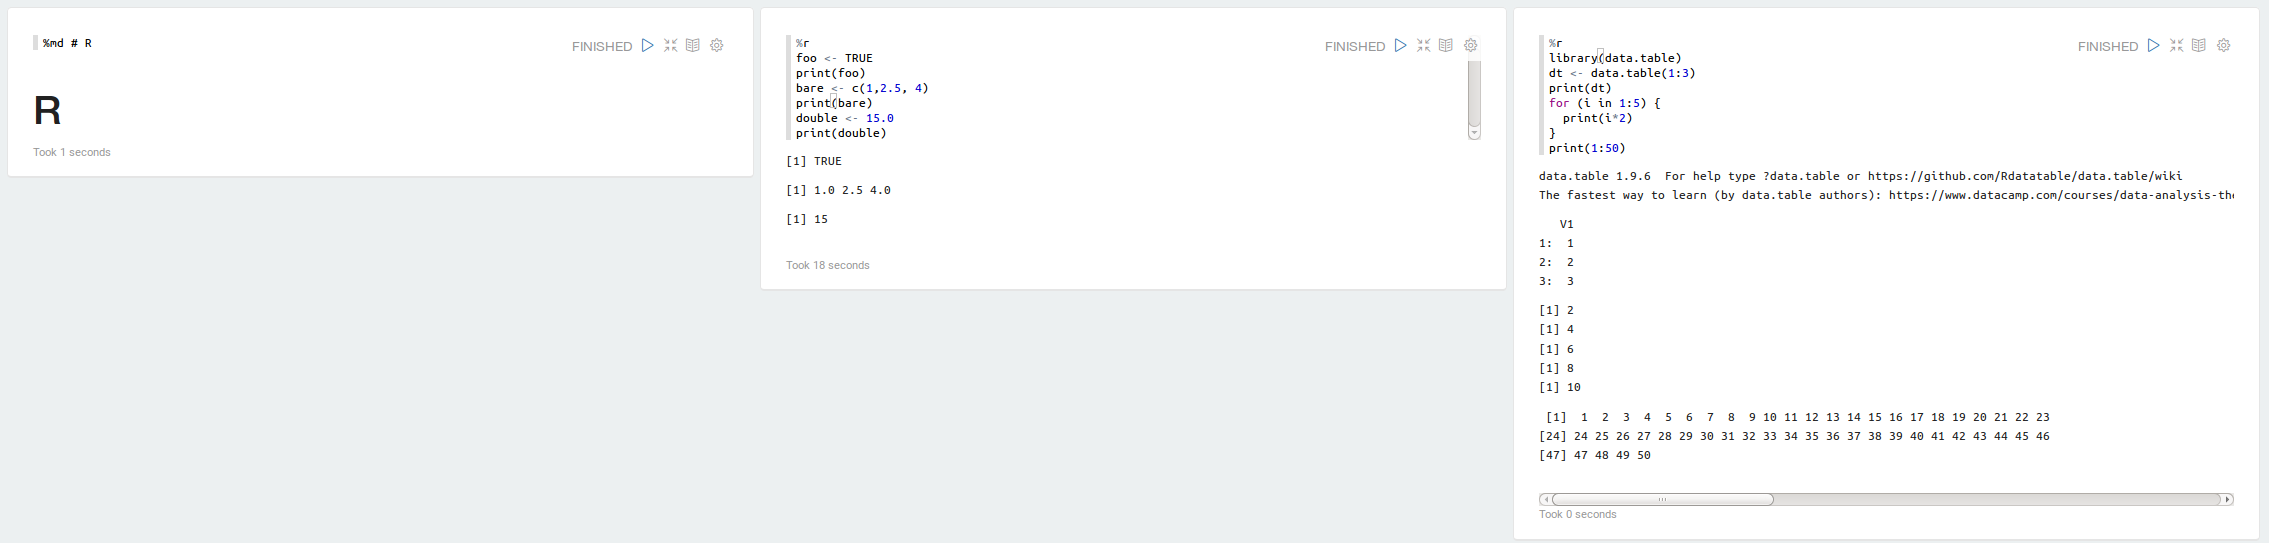 %md # R
FINISHED
R
Took 1 seconds
%r
FINISHED
foo <- TRUE
print(foo)
bare <- c(1,2.5, 4)
print(bare)
double <- 15.0
print(double)
[1] TRUE
[1] 1.0 2.5 4.0
[1] 15
Took 18 seconds
%r
FINISHED
library(data.table)
dt <- data.table(1:3)
print(dt)
for (i in 1:5) {
  print(i*2)
}
print(1:50)
data.table 1.9.6  For help type ?data.table or https://github.com/Rdatatable/data.table/wiki
The fastest way to learn (by data.table authors): https://www.datacamp.com/courses/data-analysis-the
   V1
1:  1
2:  2
3:  3
[1] 2
[1] 4
[1] 6
[1] 8
[1] 10
 [1]  1  2  3  4  5  6  7  8  9 10 11 12 13 14 15 16 17 18 19 20 21 22 23
[24] 24 25 26 27 28 29 30 31 32 33 34 35 36 37 38 39 40 41 42 43 44 45 46
[47] 47 48 49 50
Took 0 seconds